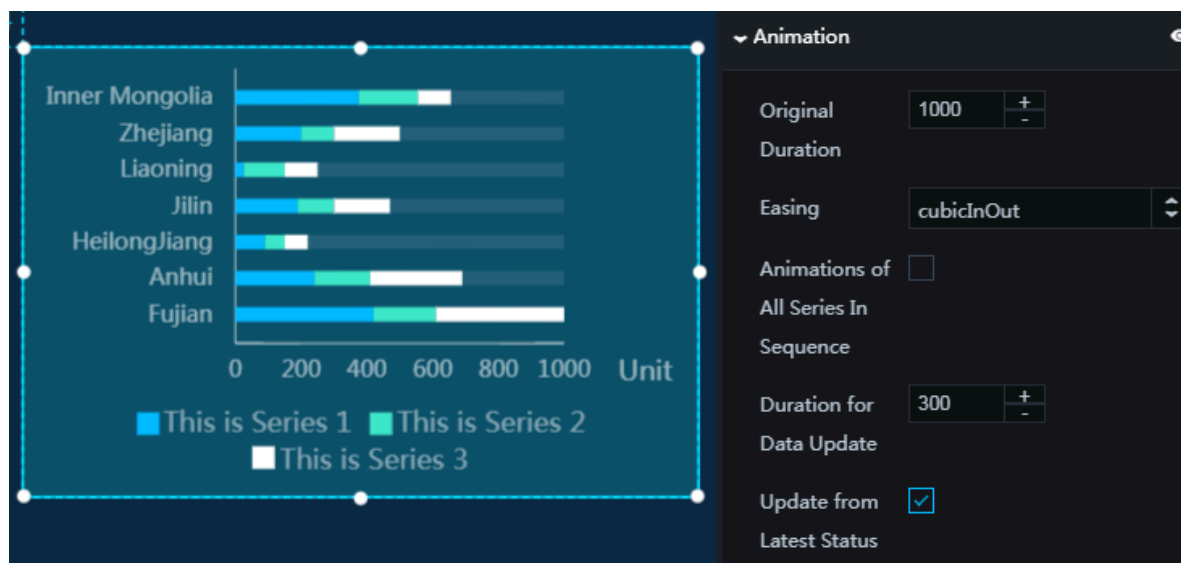 Inner Mongolia
Zhejiang
Liaoning
Jilin
HeilongJiang
Anhui
Fujian
0 200 400 600 800 1000 Unit
This is Series 1 This is Series 2
This is Series 3
Animation
Original
Duration
1000 + -
Easing
cubicInOut
Animations of
All Series In
Sequence
Duration for
Data Update
300 + -
Update from
Latest Status